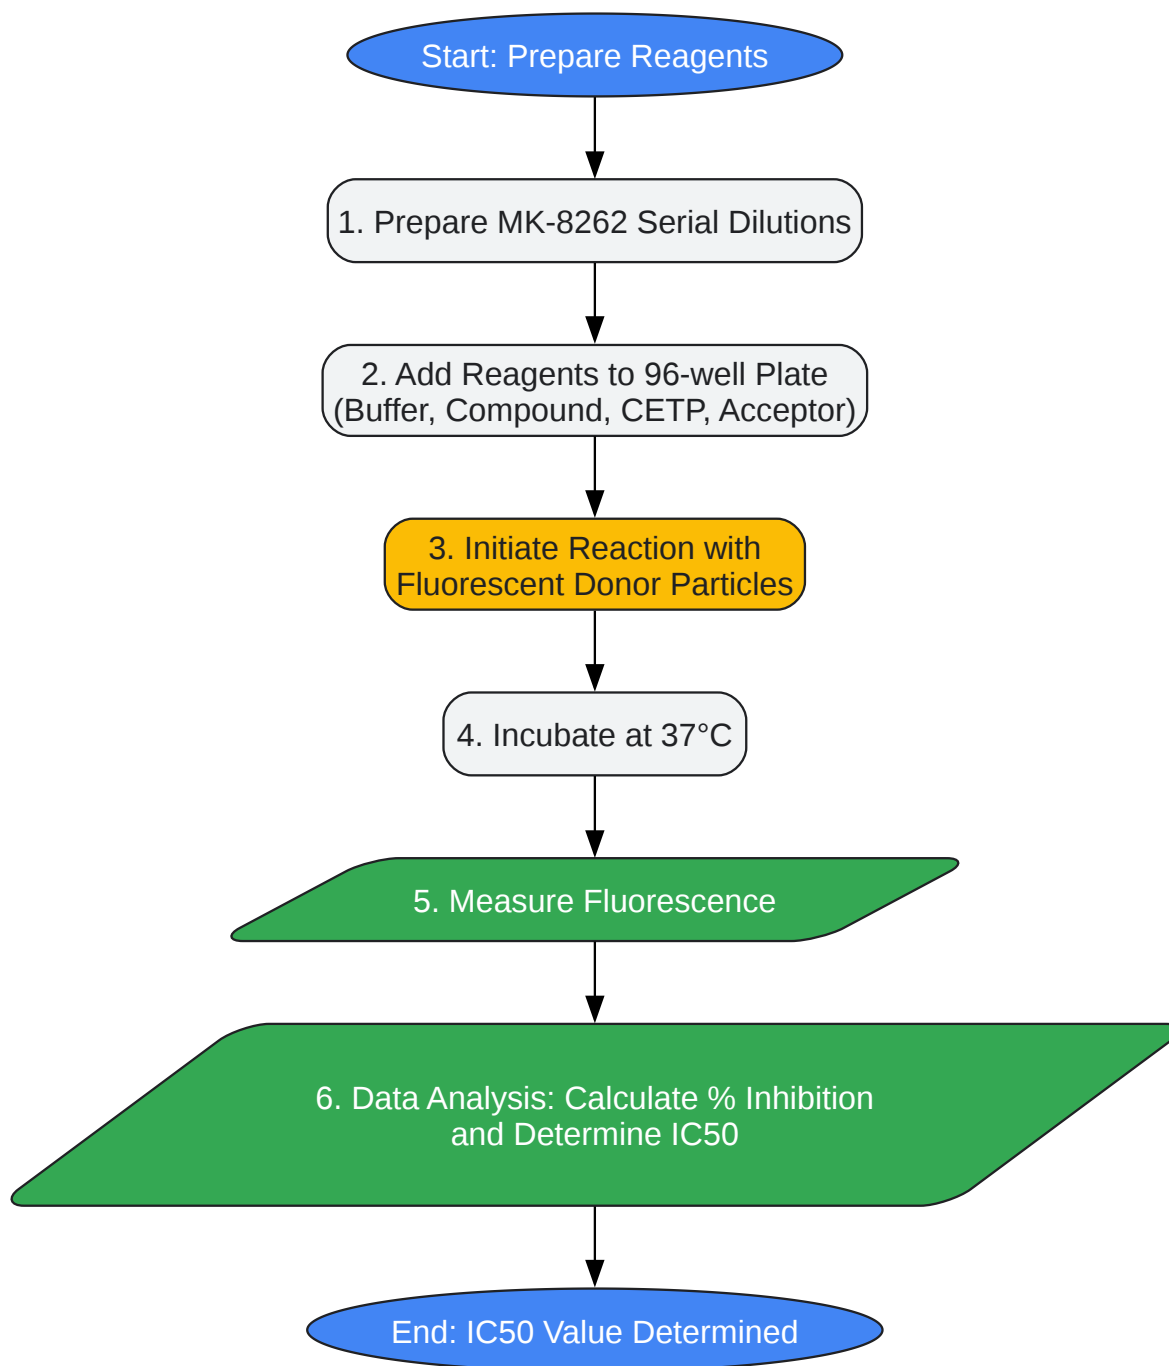 Start: Prepare Reagents
1. Prepare MK-8262 Serial Dilutions
2. Add Reagents to 96-well Plate
(Buffer, Compound, CETP, Acceptor)
3. Initiate Reaction with
Fluorescent Donor Particles
4. Incubate at 37°C
5. Measure Fluorescence
6. Data Analysis: Calculate % Inhibition
and Determine IC50
End: IC50 Value Determined